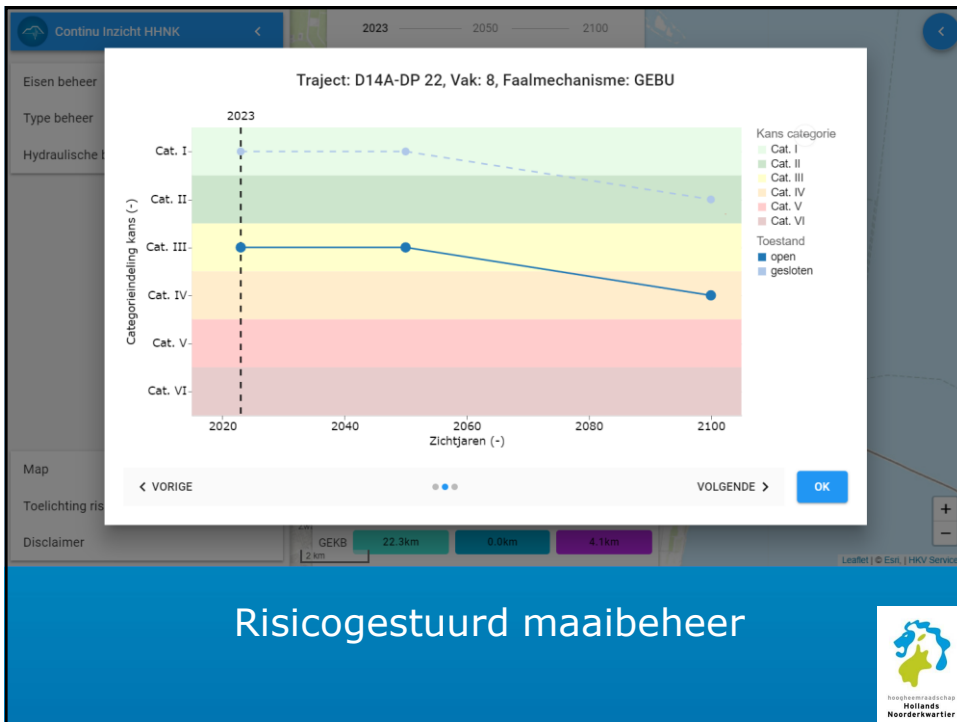 Continu Inzicht HHNK
2023
2050
2100
Eisen beheer
Type beheer
Hydraulische
Traject: D14A-DP 22, Vak: 8, Faalmechanisme: GEBU
2023
Categorieindeling kans (-)
Cat. I
Cat. II
Cat. III
Cat. IV
Cat. V
Cat. VI
2020
2040
2060
2080
2100
Zichtjaren (-)
Kans categorie
Cat. I
Cat. II
Cat. III
Cat. IV
Cat. V
Cat. VI
Toestand
open
gesloten
VORIGE
VOLGENDE
OK
Map
Toelichting ris
Disclaimer
GEKB
22.3km
0.0km
4.1km
2 km
+
−
Leaflet | © Esri, | HKV Service
Risicogestuurd maaibeheer
hoogheemraadschap
Hollands
Noorderkwartier